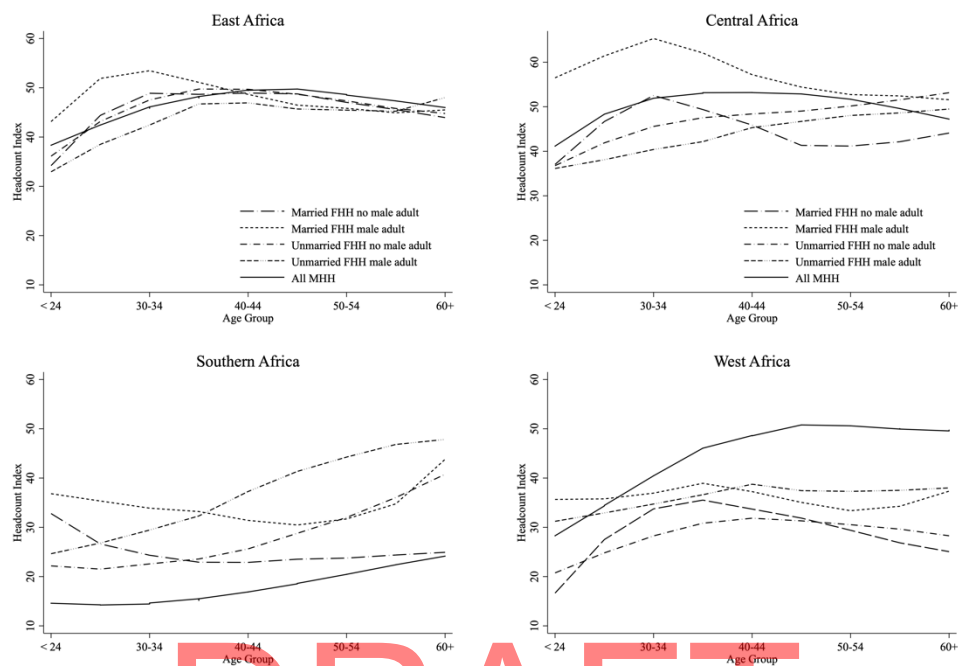 East Africa
Headcount Index
60
50
40
30
20
10
Married FHH no male adult
Married FHH male adult
Unmarried FHH no male adult
Unmarried FHH male adult
All MHH
< 24
30-34
40-44
50-54
60+
Age Group
Central Africa
Headcount Index
60
50
40
30
20
10
Married FHH no male adult
Married FHH male adult
Unmarried FHH no male adult
Unmarried FHH male adult
All MHH
< 24
30-34
40-44
50-54
60+
Age Group
Southern Africa
Headcount Index
60
50
40
30
20
10
< 24
30-34
40-44
50-54
60+
Age Group
West Africa
Headcount Index
60
50
40
30
20
10
< 24
30-34
40-44
50-54
60+
Age Group
DRAFT